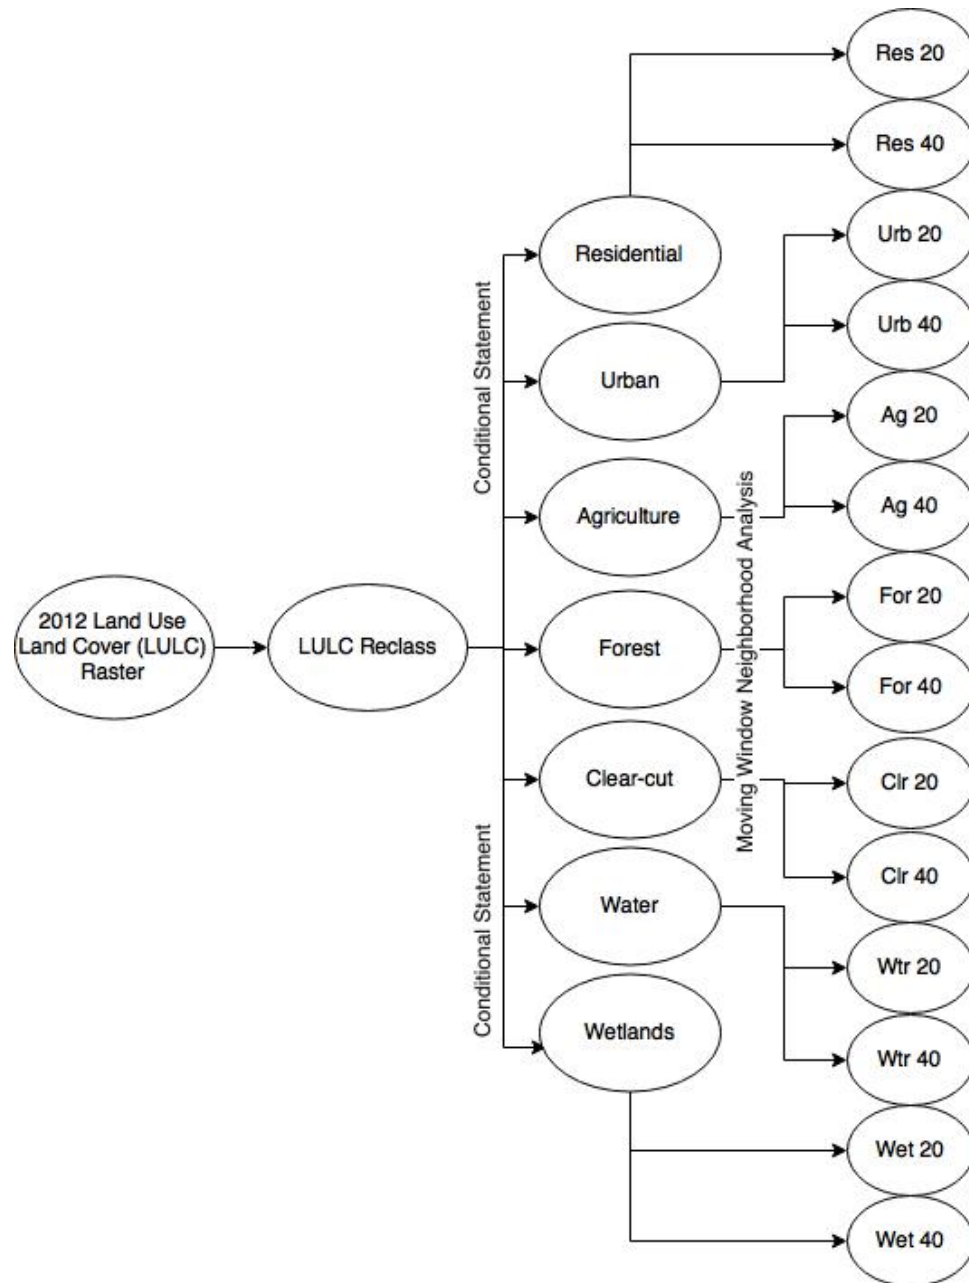 2012 Land Use
Land Cover (LULC)
Raster
LULC Reclass
Conditional Statement
Conditional Statement
Residential
Urban
Agriculture
Forest
Clear-cut
Water
Wetlands
Moving Window Neighborhood Analysis
Res 20
Res 40
Urb 20
Urb 40
Ag 20
Ag 40
For 20
For 40
Clr 20
Clr 40
Wtr 20
Wtr 40
Wet 20
Wet 40